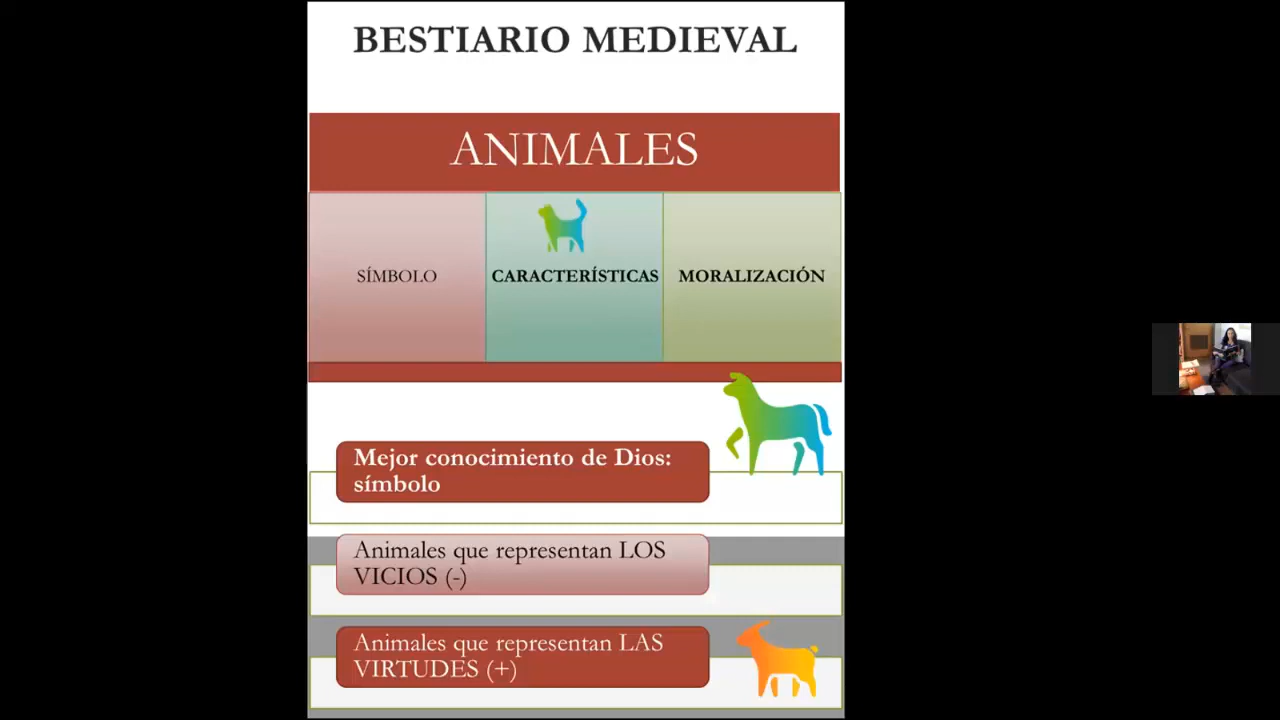 BESTIARIO MEDIEVAL
ANIMALES
SÍMBOLO
CARACTERÍSTICAS
MORALIZACIÓN
Mejor conocimiento de Dios:
símbolo
Animales que representan LOS
VICIOS (-)
Animales que representan LAS
VIRTUDES (+)